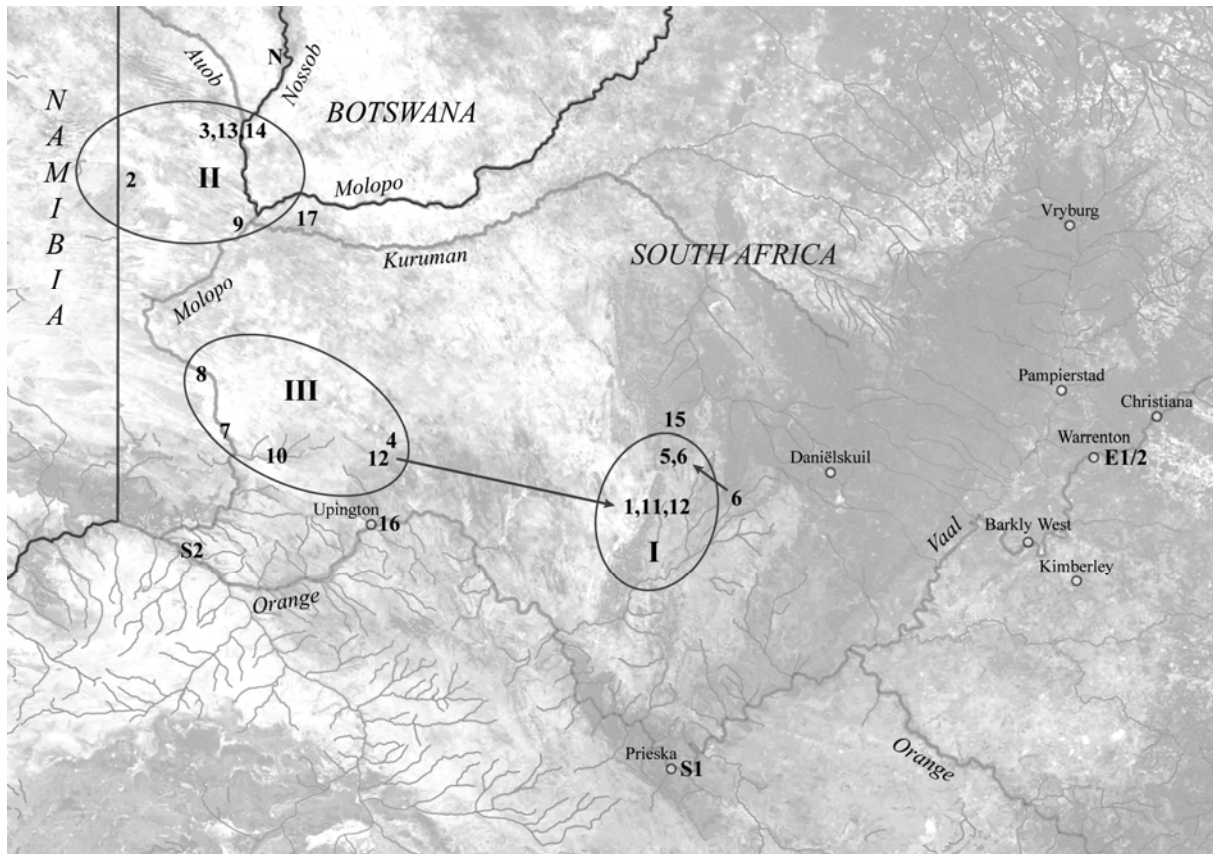 Auob
N
Nossob
NAMIBIA
BOTSWANA
3,13,14
2
II
Molopo
9
17
Kuruman
SOUTH AFRICA
Vryburg
Molopo
8
III
Pampierstad
Christiana
7
4
15
Warrenton
10
12
5,6
Daniëlskuil
E1/2
6
1,11,12
Upington
16
S2
I
Vaal
Barkly West
Kimberley
Orange
Prieska
S1
Orange